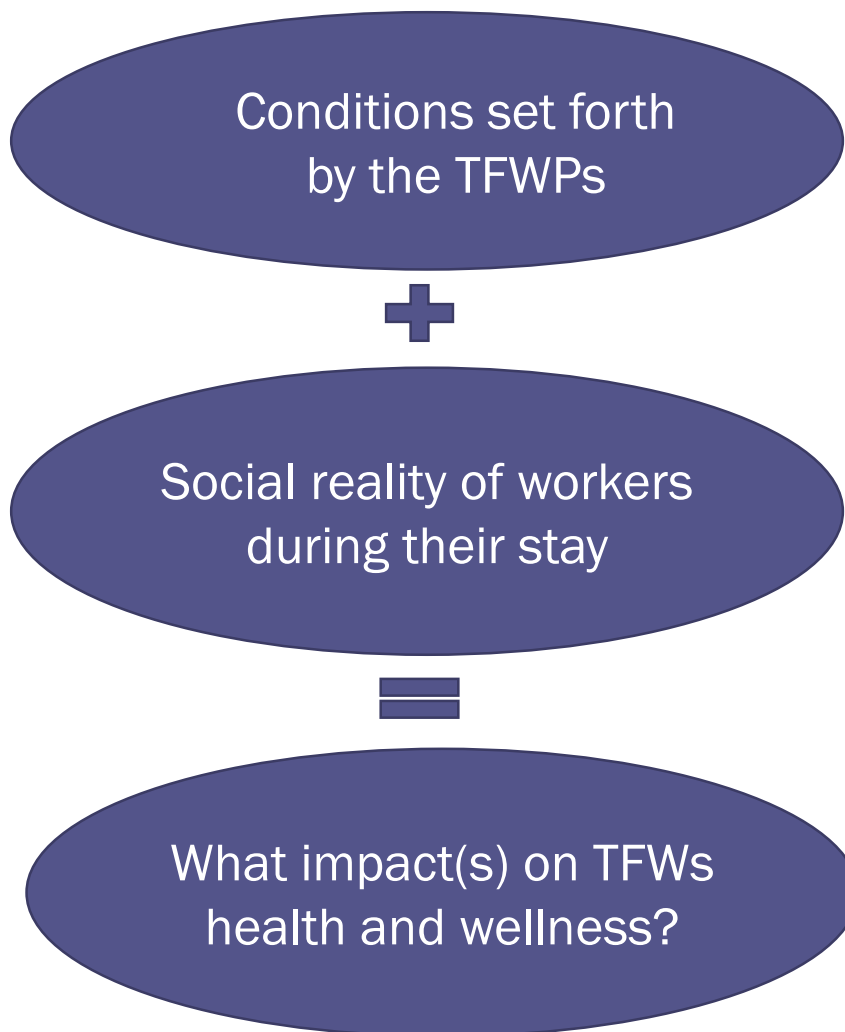 Conditions set forth
by the TFWPs
Social reality of workers
during their stay
What impact(s) on TFWs
health and wellness?